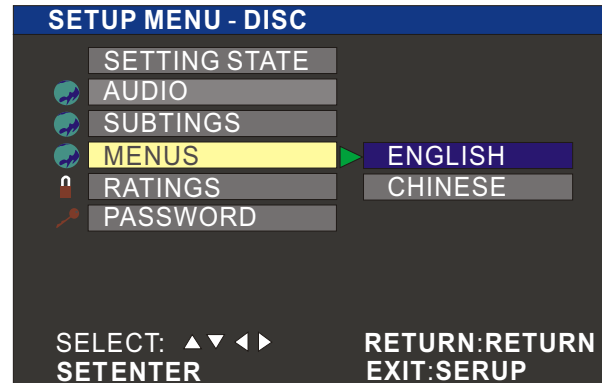 SETUP MENU - DISC
SETTING STATE
AUDIO
SUBTINGS
MENUS
ENGLISH
RATINGS
CHINESE
PASSWORD
SELECT: ▲▼◀▶
RETURN:RETURN
SETENTER
EXIT:SERUP